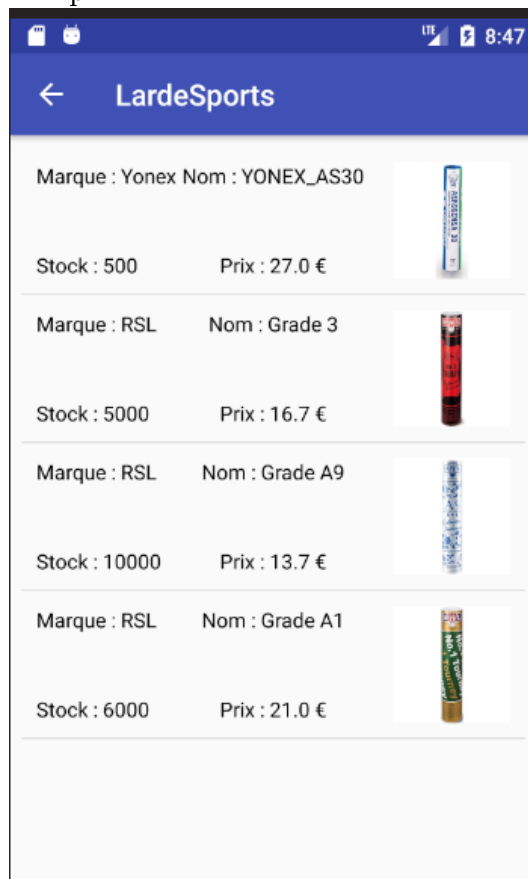 LTE 8:47
LardeSports
Marque : Yonex Nom : YONEX_AS30
Stock : 500 Prix : 27.0 €
Marque : RSL Nom : Grade 3
Stock : 5000 Prix : 16.7 €
Marque : RSL Nom : Grade A9
Stock : 10000 Prix : 13.7 €
Marque : RSL Nom : Grade A1
Stock : 6000 Prix : 21.0 €